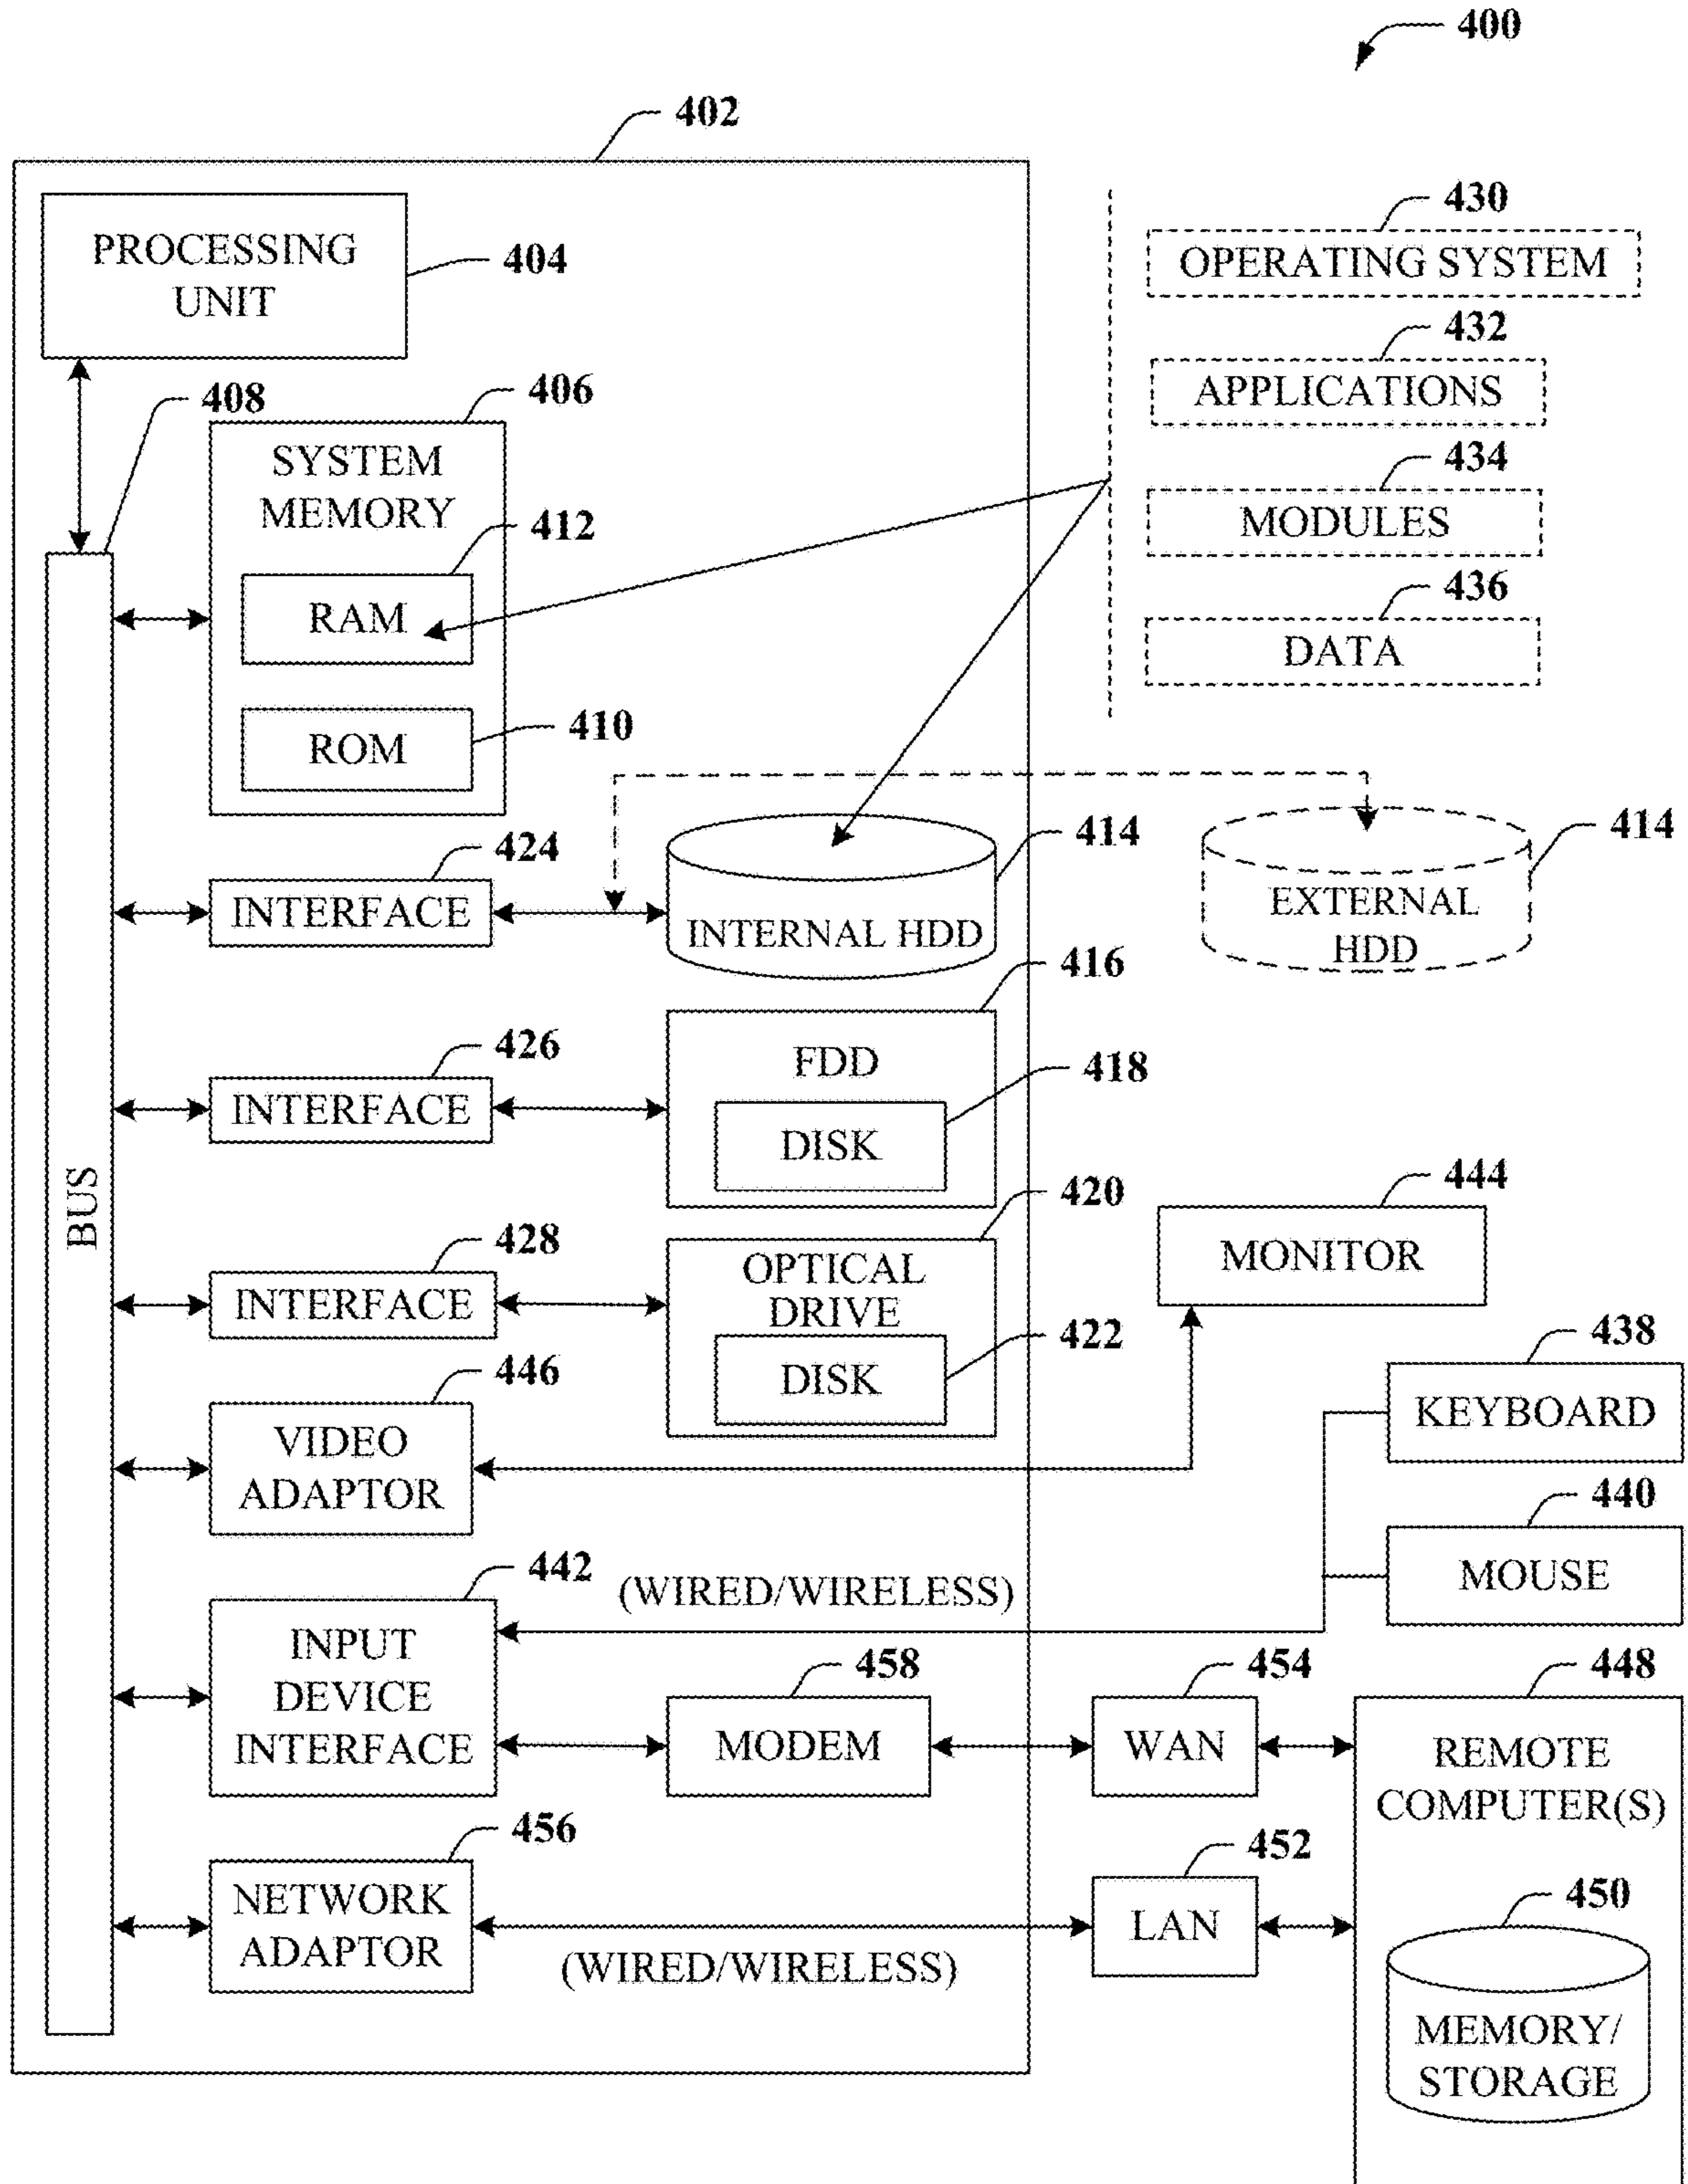 400
402
PROCESSING
UNIT
404
430
OPERATING SYSTEM
432
APPLICATIONS
434
MODULES
436
DATA
408
406
SYSTEM
MEMORY
412
RAM
410
ROM
424
INTERFACE
414
INTERNAL HDD
414
EXTERNAL
HDD
426
INTERFACE
416
FDD
418
DISK
BUS
428
INTERFACE
420
OPTICAL
DRIVE
422
DISK
444
MONITOR
446
VIDEO
ADAPTOR
438
KEYBOARD
440
MOUSE
442
INPUT
DEVICE
INTERFACE
(WIRED/WIRELESS)
458
MODEM
454
WAN
448
REMOTE
COMPUTER(S)
456
NETWORK
ADAPTOR
(WIRED/WIRELESS)
452
LAN
450
MEMORY/
STORAGE